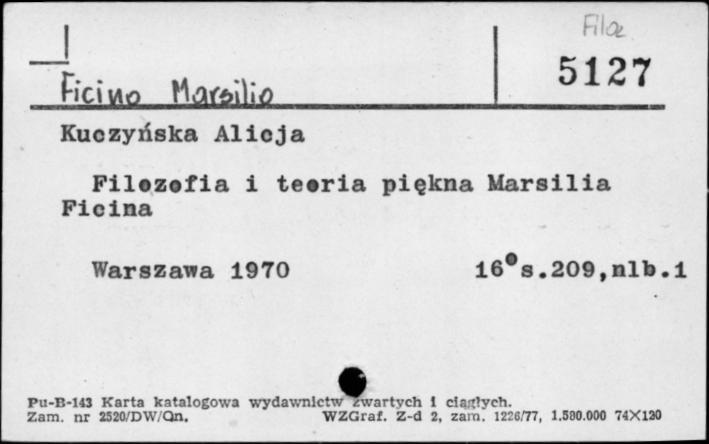 Filoz
5127
Ficino Marsilio
Kuczyńska Alicja
Filozofia i teoria piękna Marsilia
Ficina
Warszawa 1970 16° s.209,nlb.1
Pu-B-143 Karta katalogowa wydawnictw zwartych i ciągłych.
Zam. nr 2520/DW/Qn. WZGraf. Z-d 2, zam. 1226/77, 1,580.000 74X120